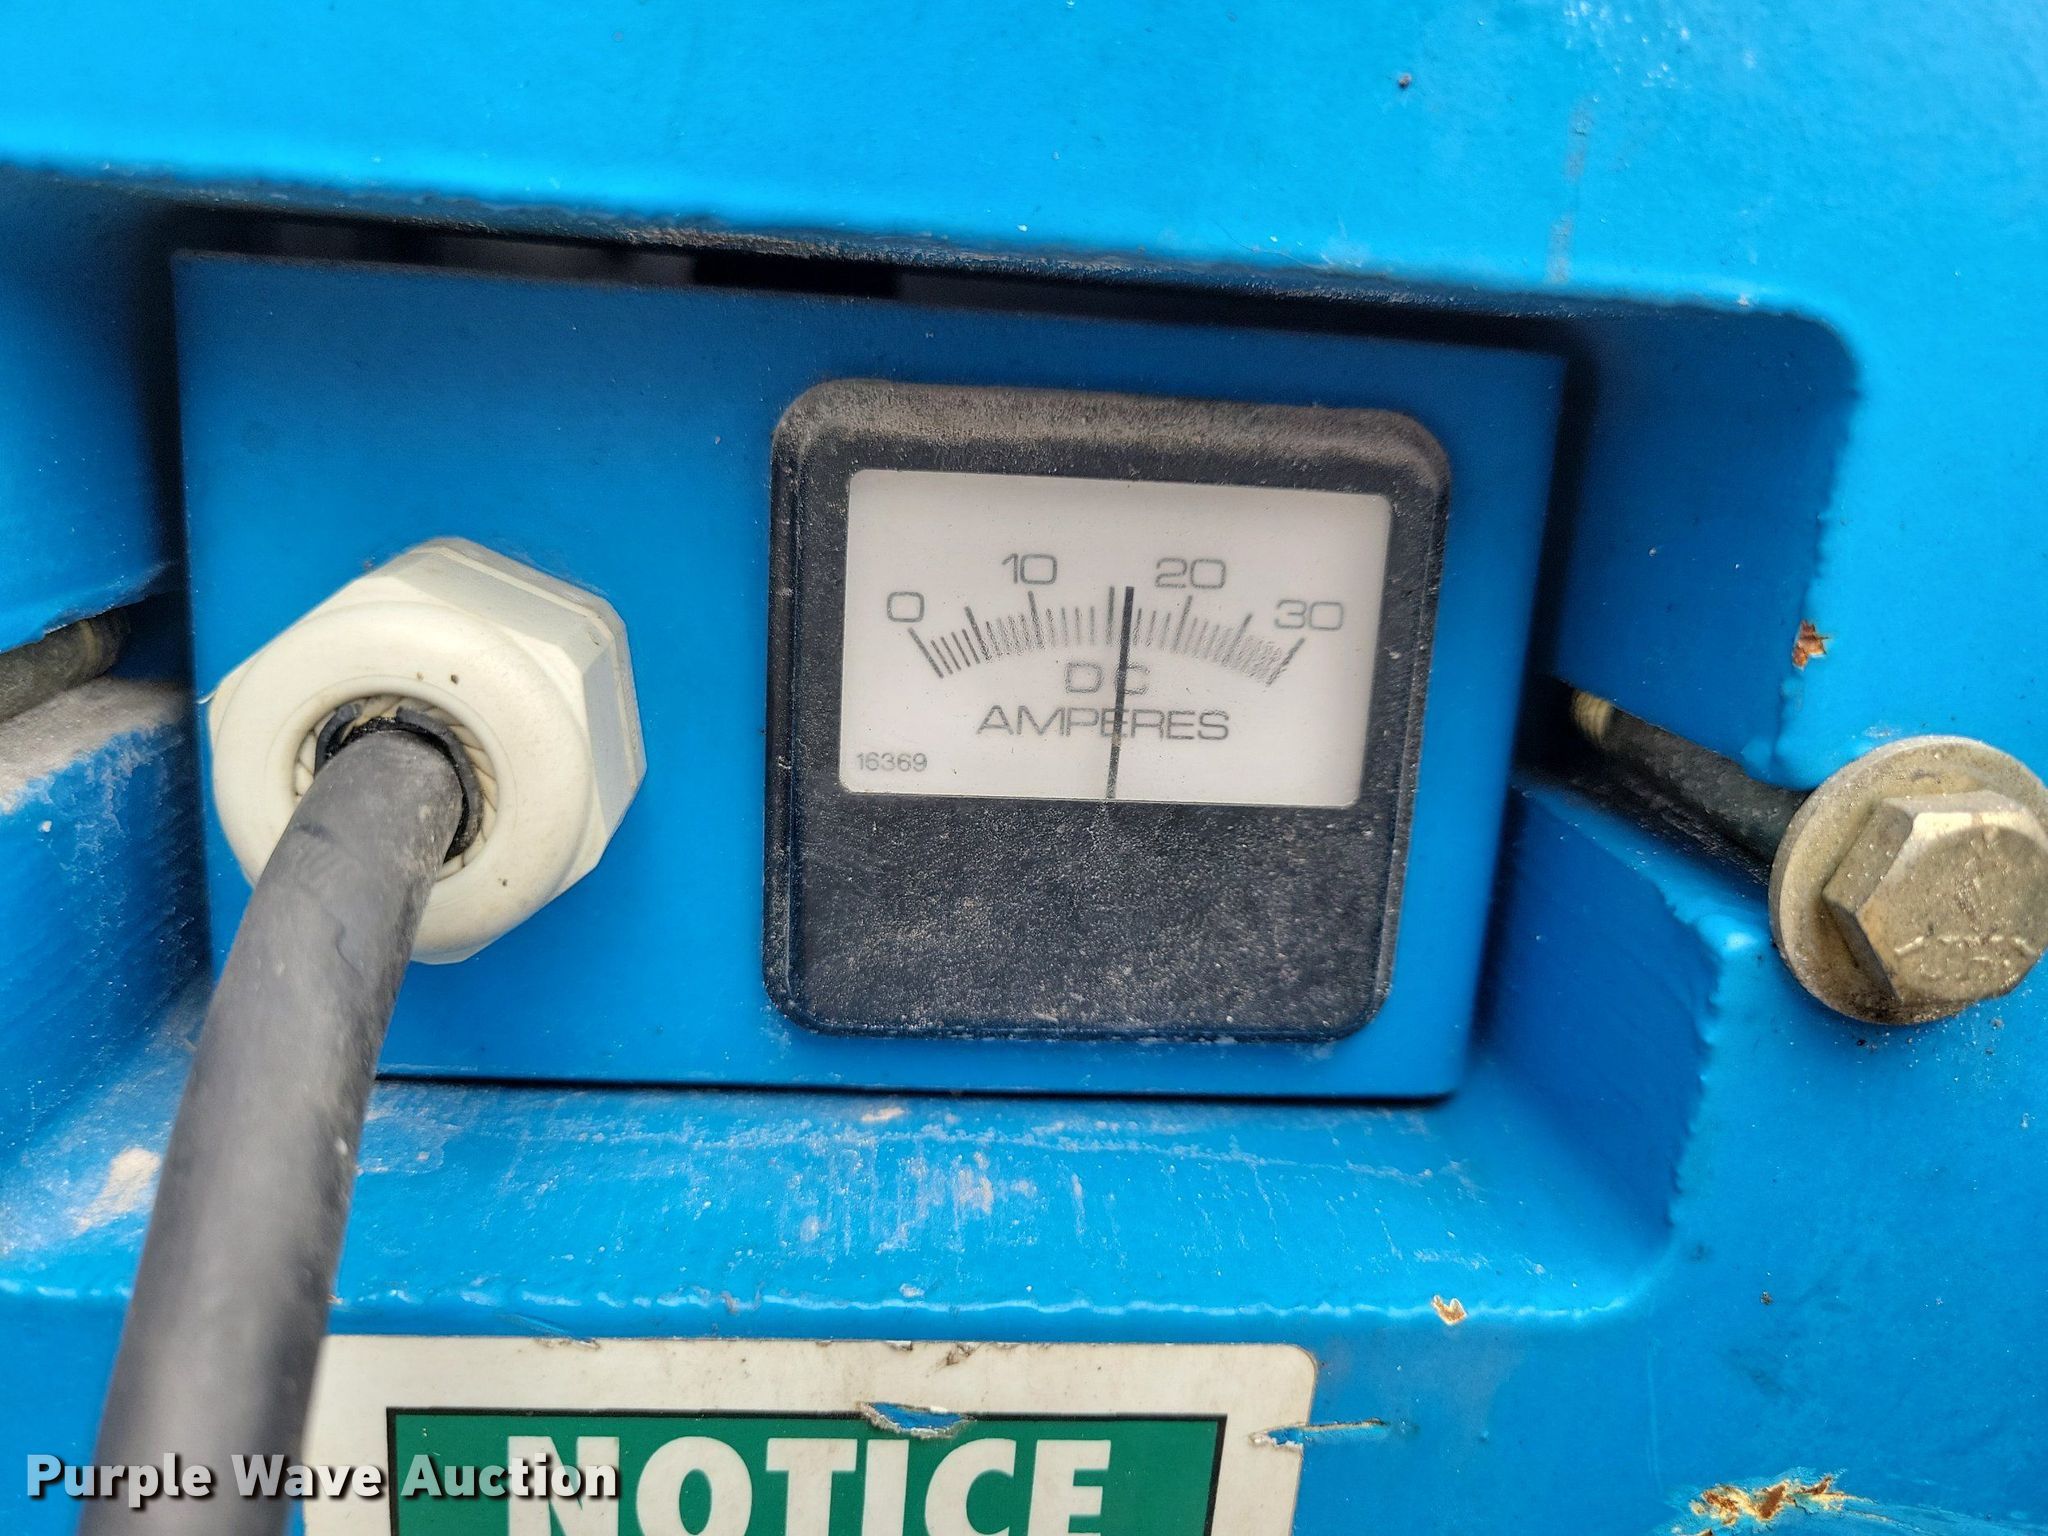 0 10 20 30
DC
AMPERES
16369
NOTICE
Purple Wave Auction